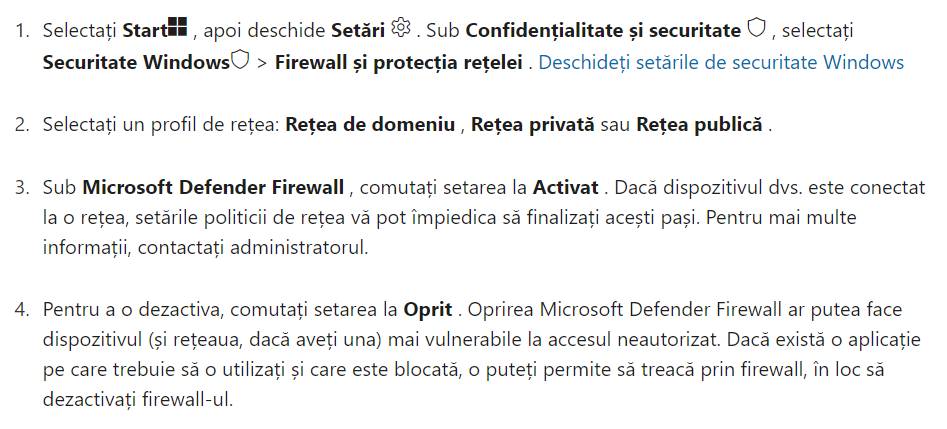 1. Selectați Start , apoi deschide Setări . Sub Confidențialitate și securitate , selectați
Securitate Windows > Firewall și protecția rețelei . Deschideți setările de securitate Windows
2. Selectați un profil de rețea: Rețea de domeniu , Rețea privată sau Rețea publică .
3. Sub Microsoft Defender Firewall , comutați setarea la Activat . Dacă dispozitivul dvs. este conectat
la o rețea, setările politicii de rețea vă pot împiedica să finalizați acești pași. Pentru mai multe
informații, contactați administratorul.
4. Pentru a o dezactiva, comutați setarea la Oprit . Oprirea Microsoft Defender Firewall ar putea face
dispozitivul (și rețeaua, dacă aveți una) mai vulnerabile la accesul neautorizat. Dacă există o aplicație
pe care trebuie să o utilizați și care este blocată, o puteți permite să treacă prin firewall, în loc să
dezactivați firewall-ul.